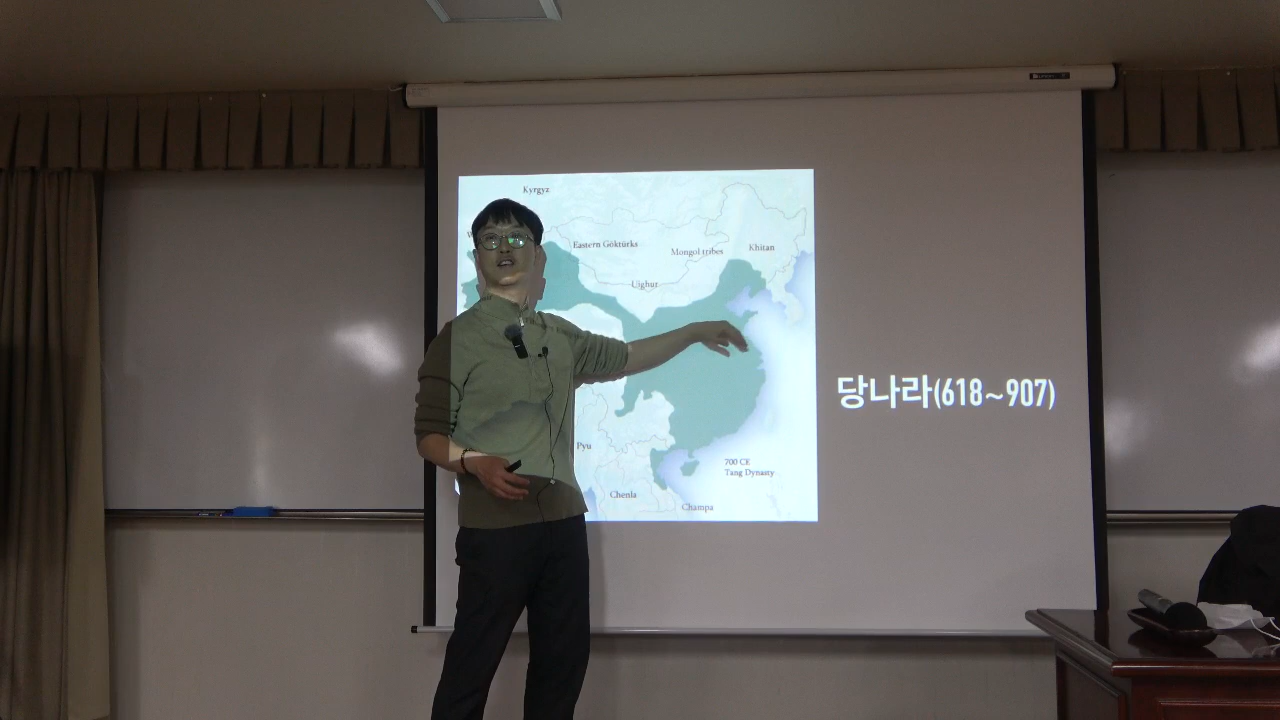 Kyrgyz
Eastern Göktürks
Mongol tribes
Khitan
Uighur
당나라(618~907)
Pyu
700 CE
Tang Dynasty
Chenla
Champa